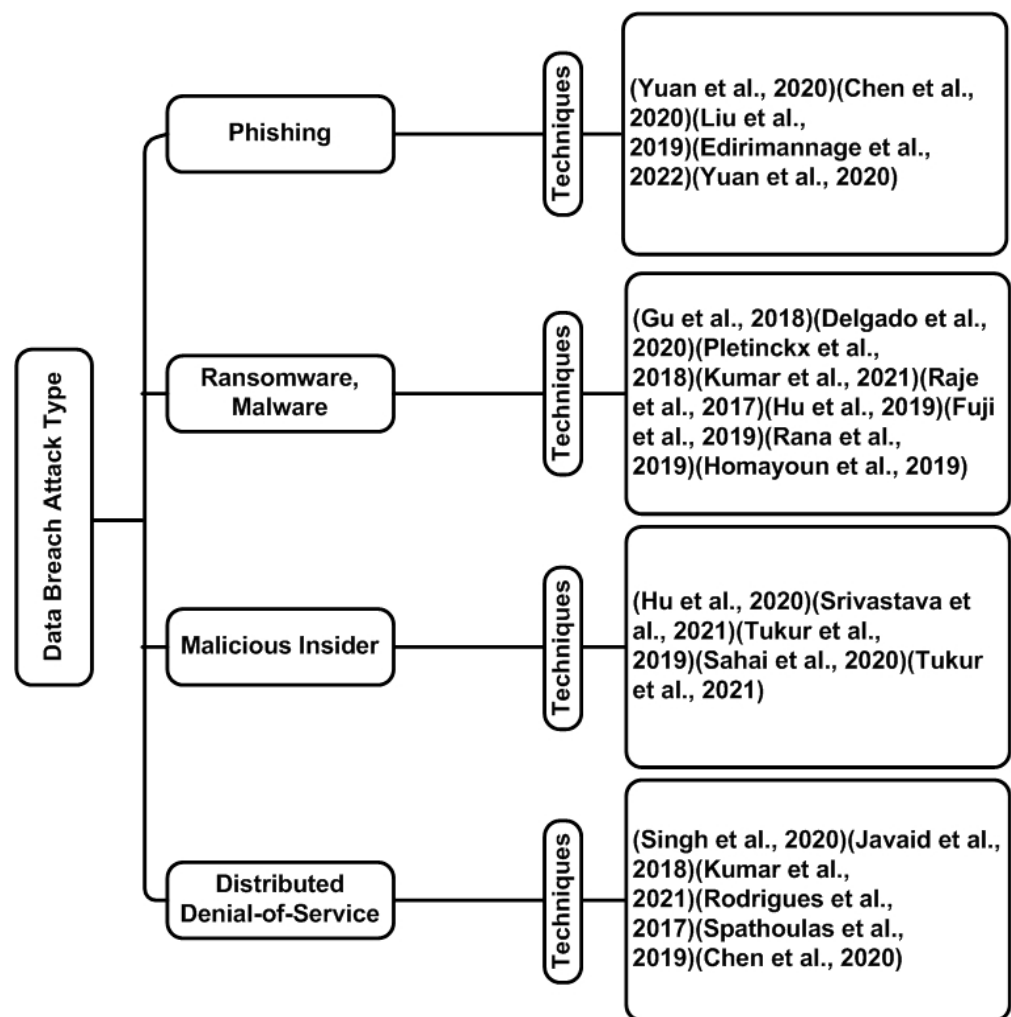 Data Breach Attack Type
Phishing
Techniques
(Yuan et al., 2020)(Chen et al.,
2020)(Liu et al.,
2019)(Edirimannage et al.,
2022)(Yuan et al., 2020)
Ransomware,
Malware
Techniques
(Gu et al., 2018)(Delgado et al.,
2020)(Pletinckx et al.,
2018)(Kumar et al., 2021)(Raje
et al., 2017)(Hu et al., 2019)(Fuji
et al., 2019)(Rana et al.,
2019)(Homayoun et al., 2019)
Malicious Insider
Techniques
(Hu et al., 2020)(Srivastava et
al., 2021)(Tukur et al.,
2019)(Sahai et al., 2020)(Tukur
et al., 2021)
Distributed
Denial-of-Service
Techniques
(Singh et al., 2020)(Javaid et al.,
2018)(Kumar et al.,
2021)(Rodrigues et al.,
2017)(Spathoulas et al.,
2019)(Chen et al., 2020)